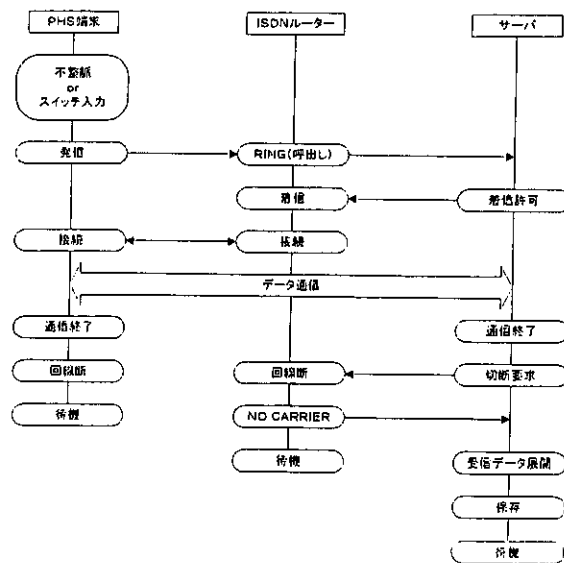 PHS端末
ISDNルーター
サーバ
不整脈
or
スイッチ入力
発信
RING(呼出し)
着信
着信許可
接続
接続
データ通信
通信終了
通信終了
回線断
回線断
切断要求
待機
NO CARRIER
待機
受信データ展開
保存
待機